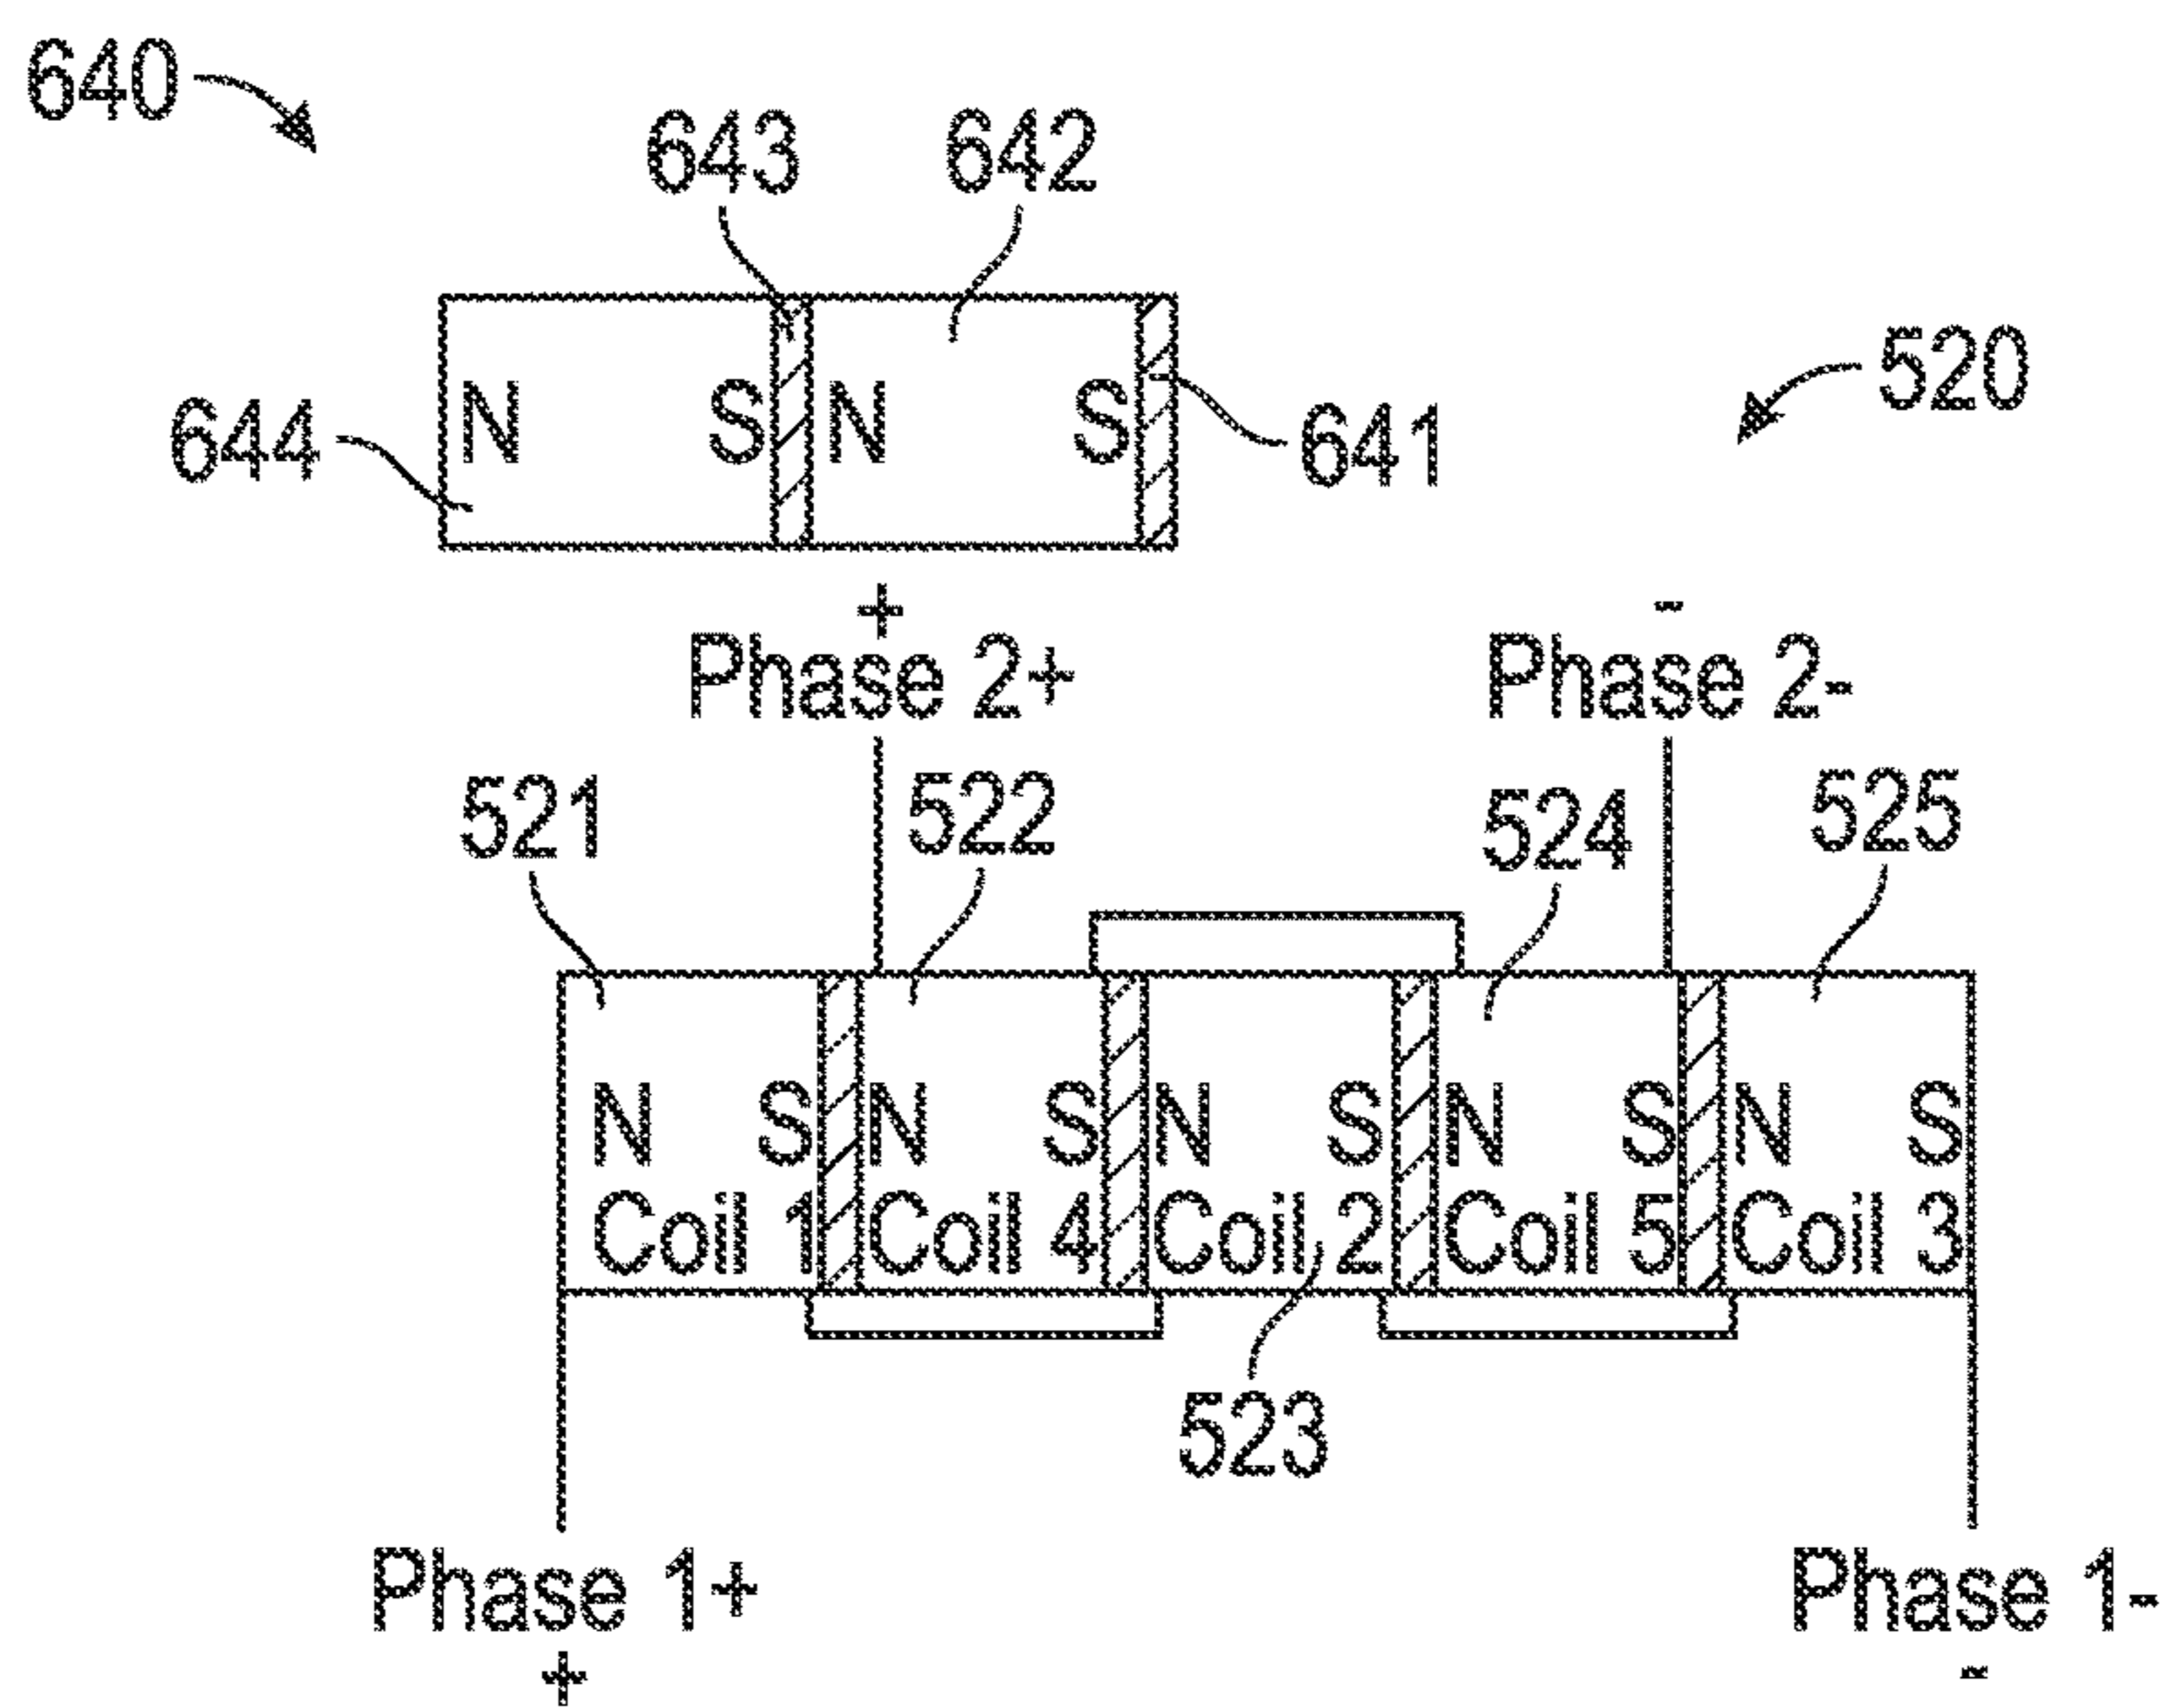 640
643 642
520
N S N S
644 641
+ -
Phase 2+ Phase 2-
521 522 524 525
N S N S N S N S N S
Coil 1 Coil 4 Coil 2 Coil 5 Coil 3
523
Phase 1+ Phase 1-
+ -